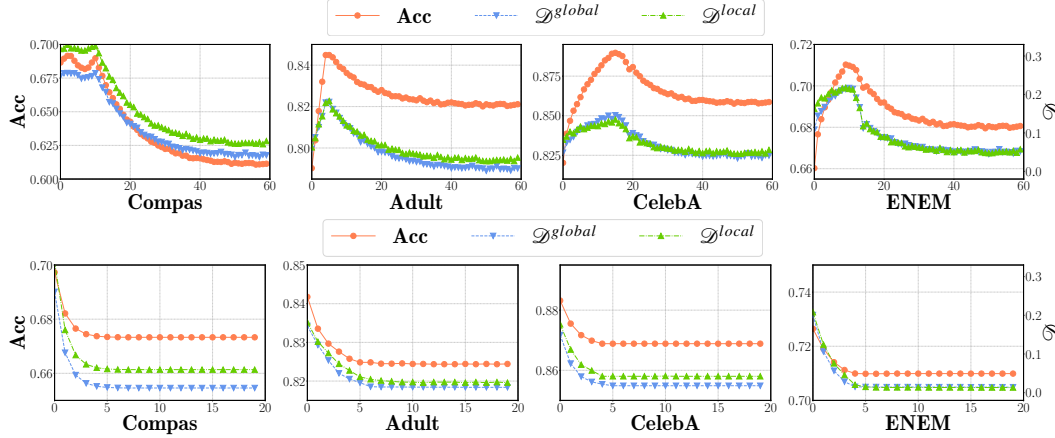 Acc 𝒟^global 𝒟^local
Acc
0.700
0.675
0.650
0.625
0.600
0 20 40 60
Compas
0.84
0.82
0.80
0 20 40 60
Adult
0.875
0.850
0.825
0 20 40 60
CelebA
0.72
0.70
0.68
0.66
0 20 40 60
ENEM
0.3
0.2
0.1
0.0
𝒟
Acc 𝒟^global 𝒟^local
Acc
0.70
0.68
0.66
0 5 10 15 20
Compas
0.85
0.84
0.83
0.82
0 5 10 15 20
Adult
0.88
0.86
0 5 10 15 20
CelebA
0.74
0.72
0.70
0 5 10 15 20
ENEM
0.3
0.2
0.1
0.0
𝒟